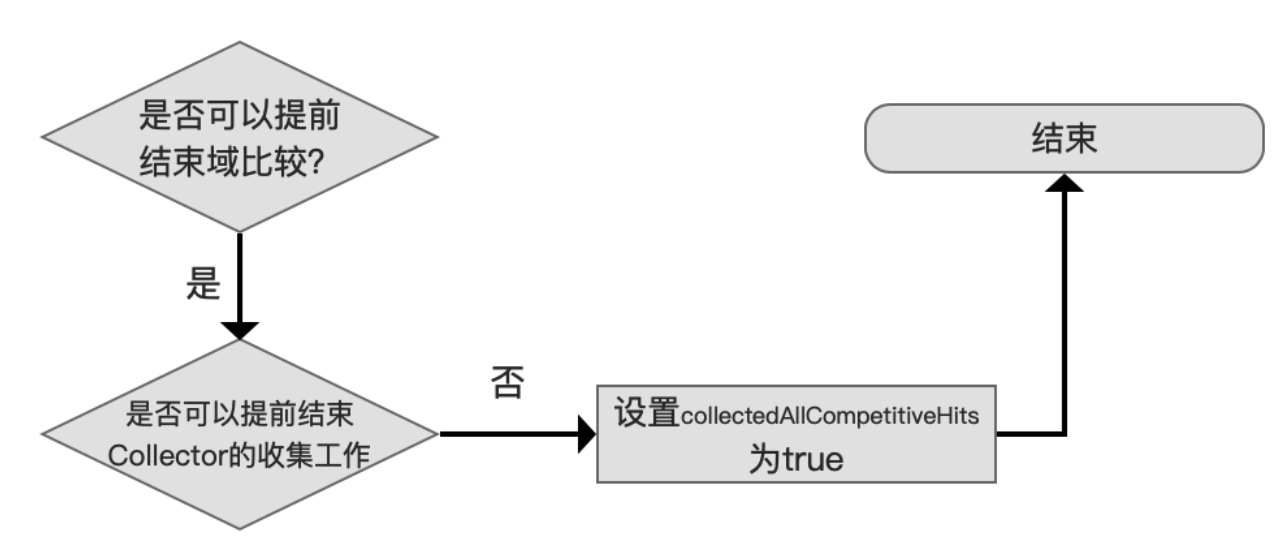 是否可以提前
结束域比较?
结束
是
否
是否可以提前结束
Collector的收集工作
设置collectedAllCompetitiveHits
为true